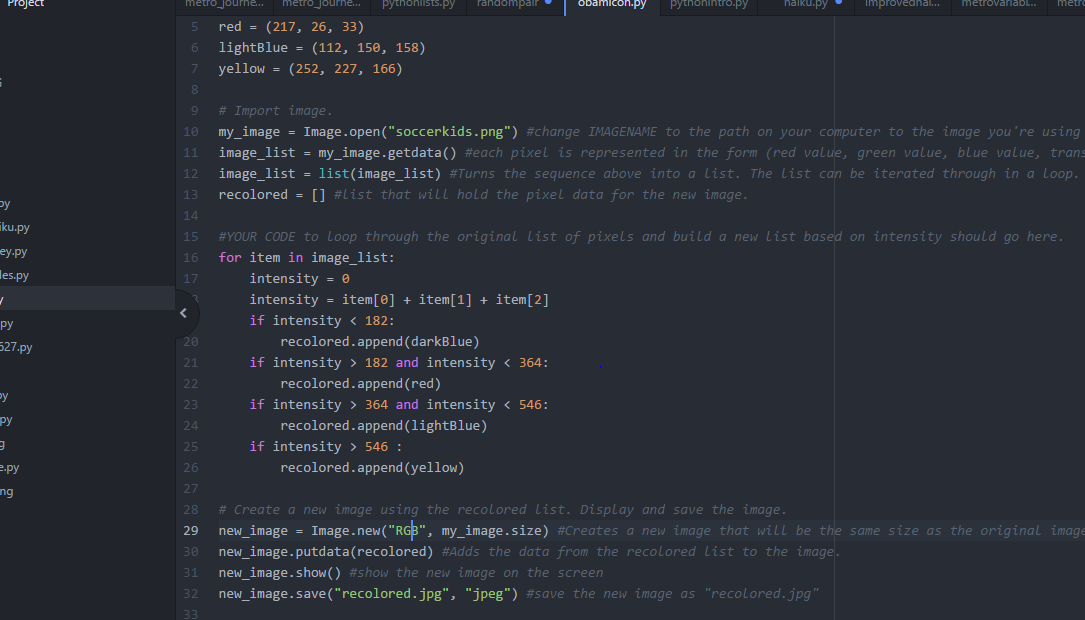 Project
metro_journe... metro_journe... pythonlists.py randompair obamicon.py pythonintro.py haiku.py improvedhai... metrovariabl... metro
py
iku.py
ey.py
les.py
y
py
527.py
py
py
g
e.py
ng
5 red = (217, 26, 33)
6 lightBlue = (112, 150, 158)
7 yellow = (252, 227, 166)
8
9 # Import image.
10 my_image = Image.open("soccerkids.png") #change IMAGENAME to the path on your computer to the image you're using
11 image_list = my_image.getdata() #each pixel is represented in the form (red value, green value, blue value, trans
12 image_list = list(image_list) #Turns the sequence above into a list. The list can be iterated through in a loop.
13 recolored = [] #list that will hold the pixel data for the new image.
14
15 #YOUR CODE to loop through the original list of pixels and build a new list based on intensity should go here.
16 for item in image_list:
17 intensity = 0
intensity = item[0] + item[1] + item[2]
if intensity < 182:
20 recolored.append(darkBlue)
21 if intensity > 182 and intensity < 364:
22 recolored.append(red)
23 if intensity > 364 and intensity < 546:
24 recolored.append(lightBlue)
25 if intensity > 546 :
26 recolored.append(yellow)
27
28 # Create a new image using the recolored list. Display and save the image.
29 new_image = Image.new("RGB", my_image.size) #Creates a new image that will be the same size as the original image
30 new_image.putdata(recolored) #Adds the data from the recolored list to the image.
31 new_image.show() #show the new image on the screen
32 new_image.save("recolored.jpg", "jpeg") #save the new image as "recolored.jpg"
33